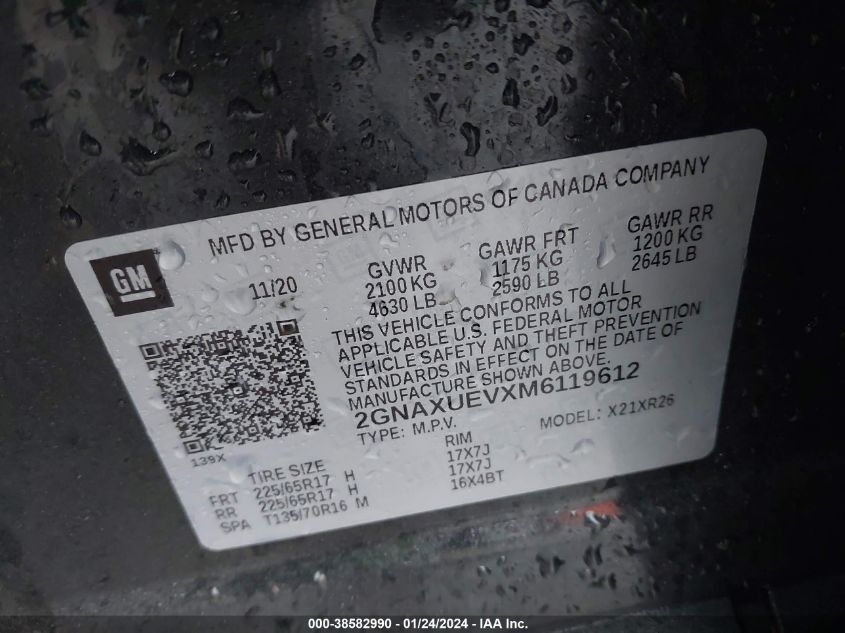 MFD BY GENERAL MOTORS OF CANADA COMPANY
GM
11/20
GVWR
2100 KG
4630 LB
GAWR FRT
1175 KG
2590 LB
GAWR RR
1200 KG
2645 LB
THIS VEHICLE CONFORMS TO ALL
APPLICABLE U.S. FEDERAL MOTOR
VEHICLE SAFETY AND THEFT PREVENTION
STANDARDS IN EFFECT ON THE DATE OF
MANUFACTURE SHOWN ABOVE.
2GNAXUEVXM6119612
TYPE: M.P.V. MODEL: X21XR26
139X
TIRE SIZE RIM
FRT 225/65R17 H 17X7J
RR 225/65R17 H 17X7J
SPA T135/70R16 M 16X4BT
000-38582990 - 01/24/2024 - IAA Inc.